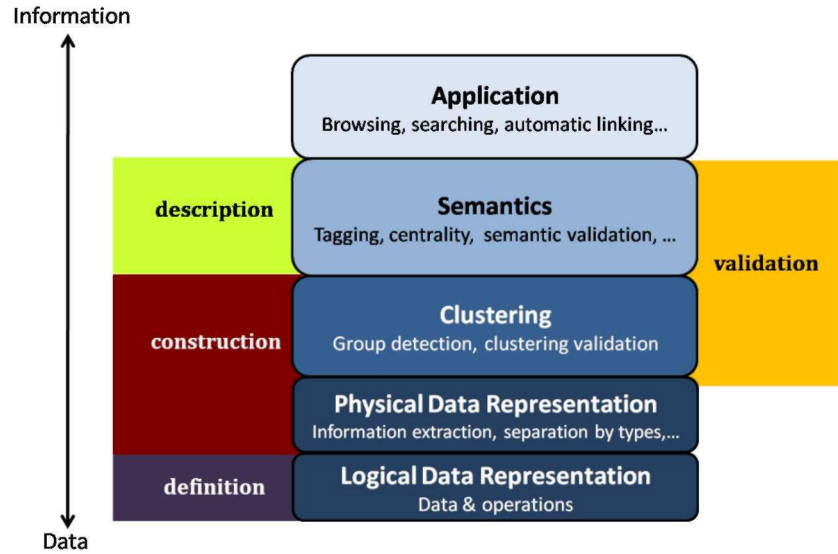 Information
Application
Browsing, searching, automatic linking...
description
Semantics
Tagging, centrality, semantic validation, ...
validation
construction
Clustering
Group detection, clustering validation
Physical Data Representation
Information extraction, separation by types,...
definition
Logical Data Representation
Data & operations
Data